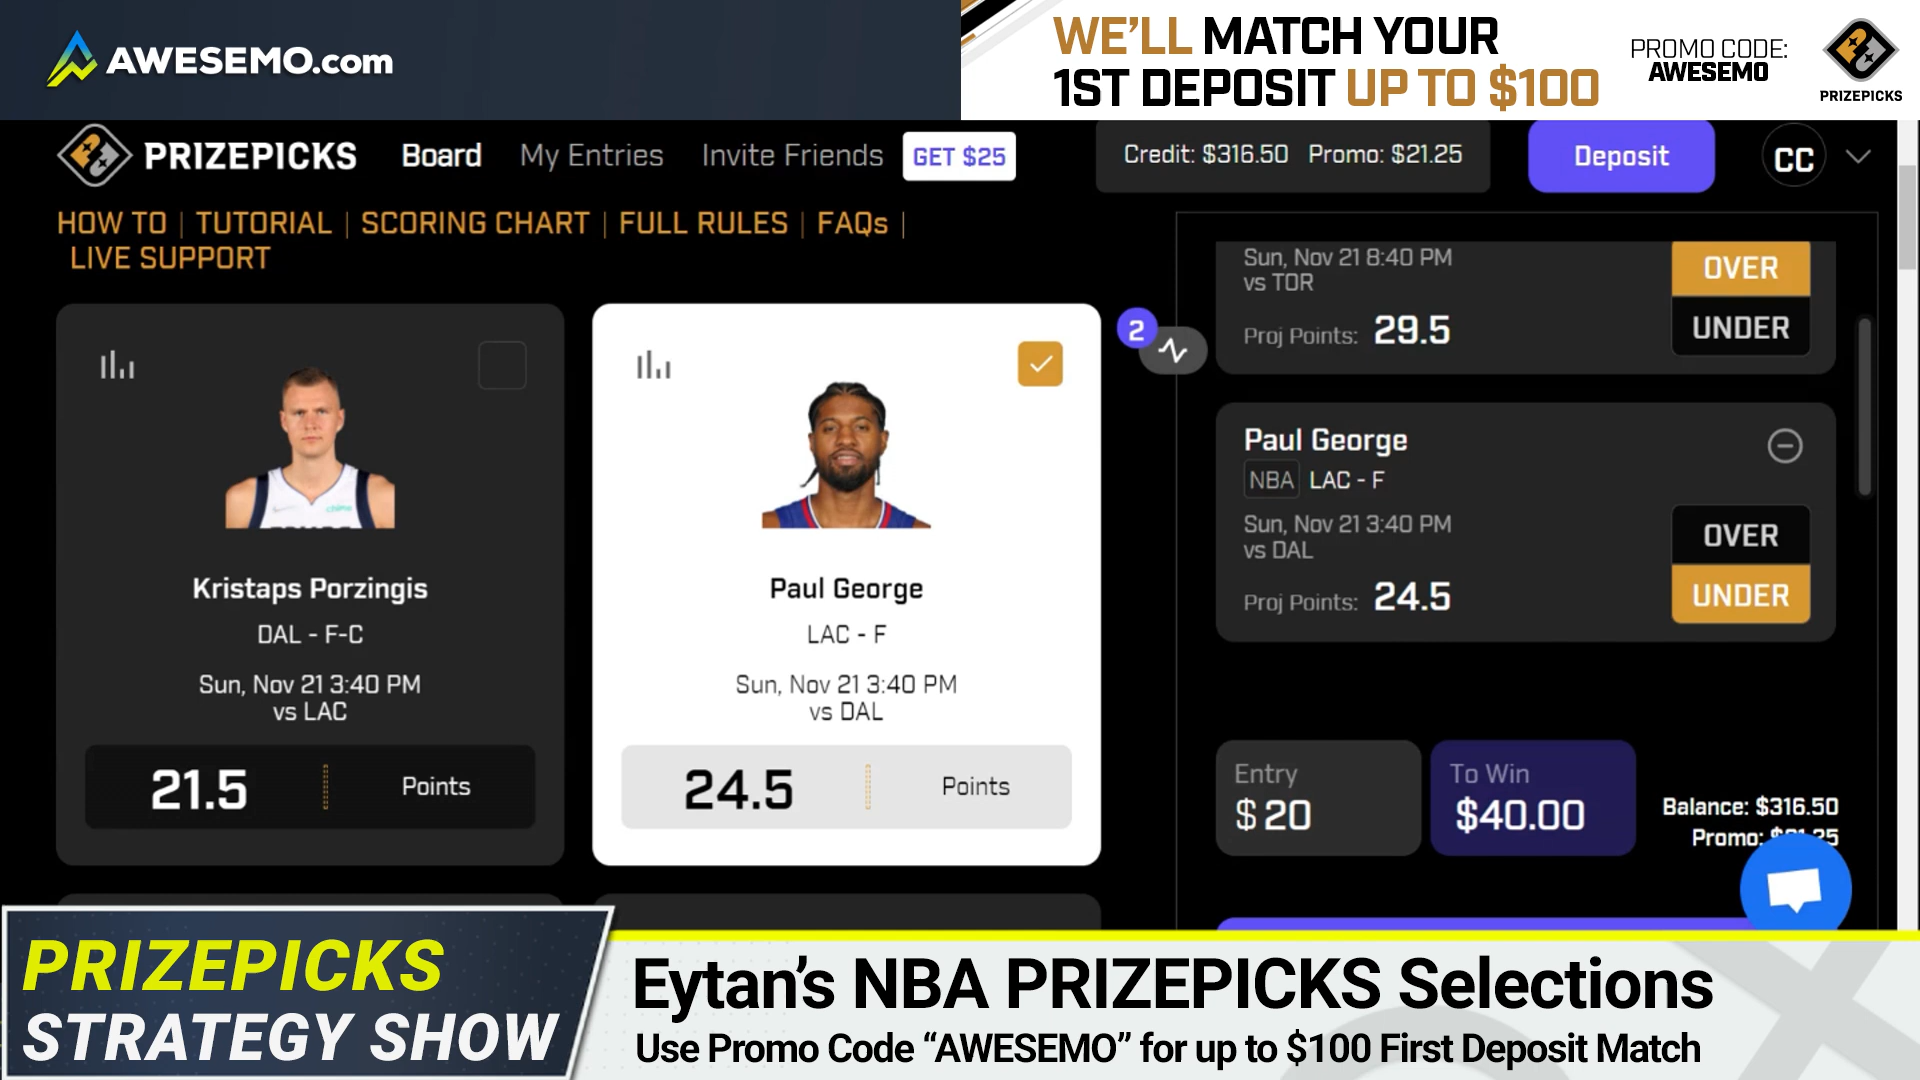 AWESEMO.com
WE'LL MATCH YOUR
1ST DEPOSIT UP TO $100
PROMO CODE:
AWESEMO
PRIZEPICKS
PRIZEPICKS
Board
My Entries
Invite Friends
GET $25
Credit: $316.50 Promo: $21.25
Deposit
CC
HOW TO | TUTORIAL | SCORING CHART | FULL RULES | FAQs |
LIVE SUPPORT
Kristaps Porzingis
DAL - F-C
Sun, Nov 21 3:40 PM
vs LAC
21.5 Points
Paul George
LAC - F
Sun, Nov 21 3:40 PM
vs DAL
24.5 Points
2
Sun, Nov 21 8:40 PM
vs TOR
Proj Points: 29.5
OVER
UNDER
Paul George
NBA LAC - F
Sun, Nov 21 3:40 PM
vs DAL
Proj Points: 24.5
OVER
UNDER
Entry
$ 20
To Win
$40.00
Balance: $316.50
Promo: $21.25
PRIZEPICKS
STRATEGY SHOW
Eytan's NBA PRIZEPICKS Selections
Use Promo Code “AWESEMO” for up to $100 First Deposit Match